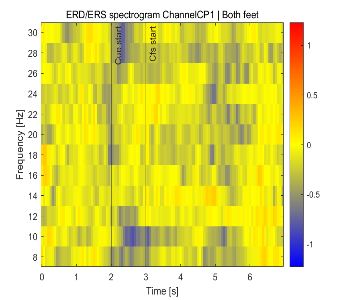 ERD/ERS spectrogram ChannelCP1 | Both feet
Frequency [Hz]
30
28
26
24
22
20
18
16
14
12
10
8
Cue start
Cfs start
1
0.5
0
-0.5
-1
0 1 2 3 4 5 6
Time [s]